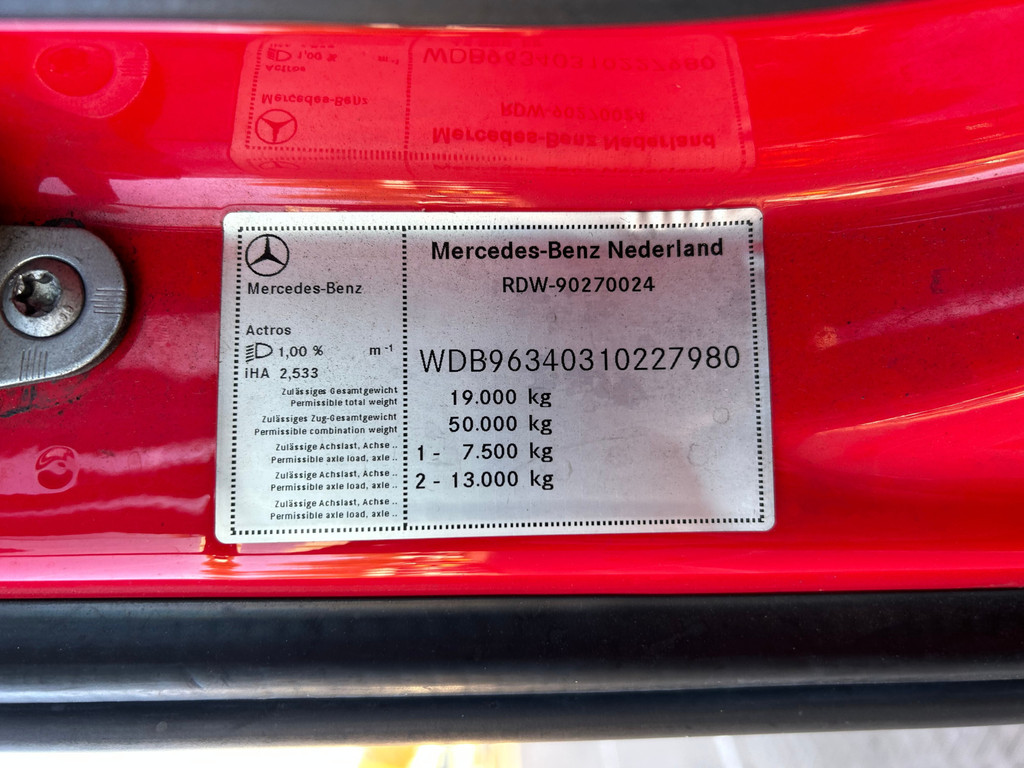 Mercedes-Benz Nederland
RDW-90270024
Mercedes-Benz
Actros
1,00 % m⁻¹
iHA 2,533
WDB96340310227980
Zulässiges Gesamtgewicht
Permissible total weight 19.000 kg
Zulässiges Zug-Gesamtgewicht
Permissible combination weight 50.000 kg
Zulässige Achslast, Achse ..
Permissible axle load, axle .. 1 - 7.500 kg
Zulässige Achslast, Achse ..
Permissible axle load, axle .. 2 - 13.000 kg
Zulässige Achslast, Achse ..
Permissible axle load, axle ..